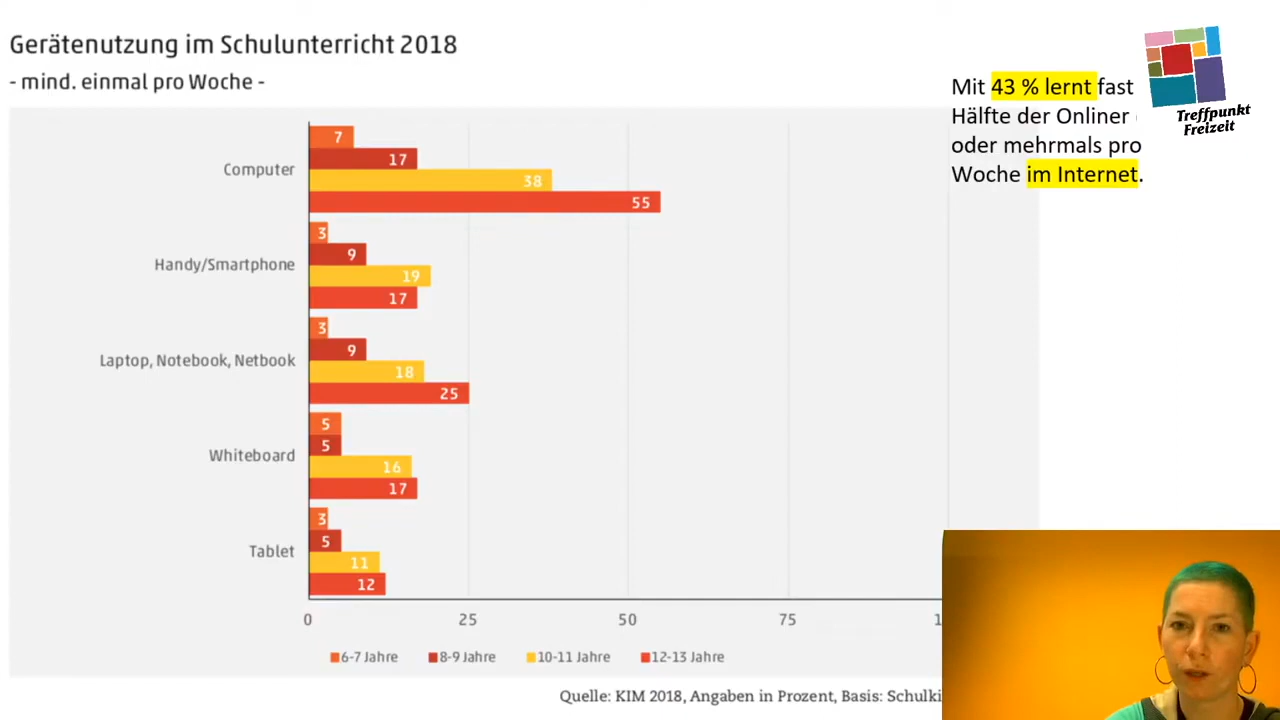 Gerätenutzung im Schulunterricht 2018
- mind. einmal pro Woche -
Mit 43 % lernt fast
Hälfte der Onliner
oder mehrmals pro
Woche im Internet.
Treffpunkt
Freizeit
Computer
7
17
38
55
Handy/Smartphone
3
9
19
17
Laptop, Notebook, Netbook
3
9
18
25
Whiteboard
5
5
16
17
Tablet
3
5
11
12
0 25 50 75
6-7 Jahre 8-9 Jahre 10-11 Jahre 12-13 Jahre
Quelle: KIM 2018, Angaben in Prozent, Basis: